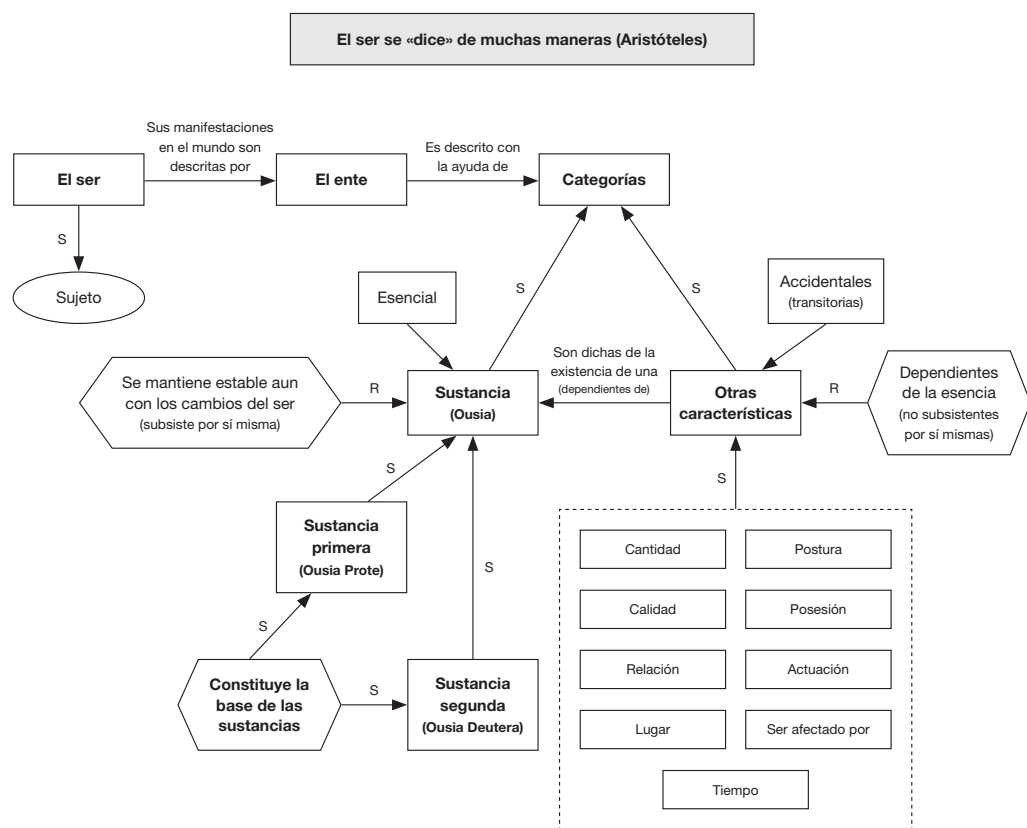 El ser se «dice» de muchas maneras (Aristóteles)
Sus manifestaciones
en el mundo son
descritas por
Es descrito con
la ayuda de
El ser
El ente
Categorías
S
Sujeto
Esencial
S
S
Accidentales
(transitorias)
Se mantiene estable aun
con los cambios del ser
(subsiste por sí misma)
R
Sustancia
(Ousia)
Son dichas de la
existencia de una
(dependientes de)
Otras
características
R
Dependientes
de la esencia
(no subsistentes
por sí mismas)
S
S
S
Sustancia
primera
(Ousia Prote)
S
Constituye la
base de las
sustancias
S
Sustancia
segunda
(Ousia Deutera)
Cantidad
Postura
Calidad
Posesión
Relación
Actuación
Lugar
Ser afectado por
Tiempo